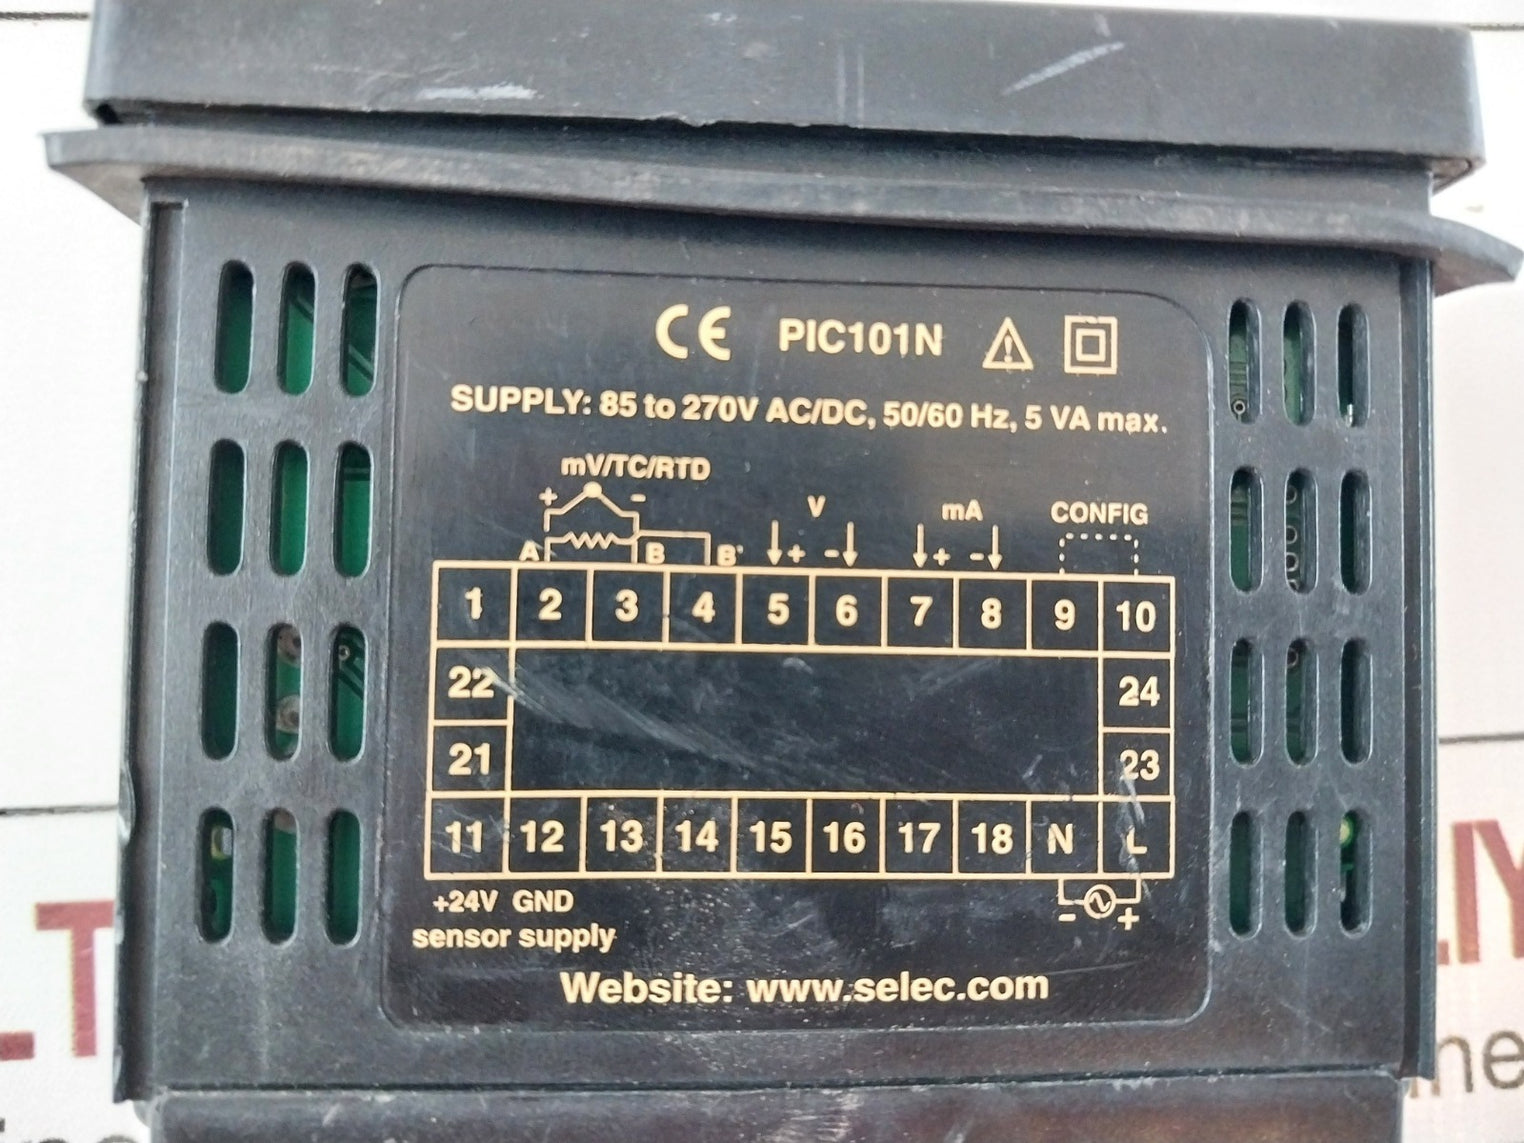 CE PIC101N
SUPPLY: 85 to 270V AC/DC, 50/60 Hz, 5 VA max.
mV/TC/RTD
+ -
V mA CONFIG
A B B' + - + -
1 2 3 4 5 6 7 8 9 10
22 24
21 23
11 12 13 14 15 16 17 18 N L
+24V GND
- +
sensor supply
Website: www.selec.com